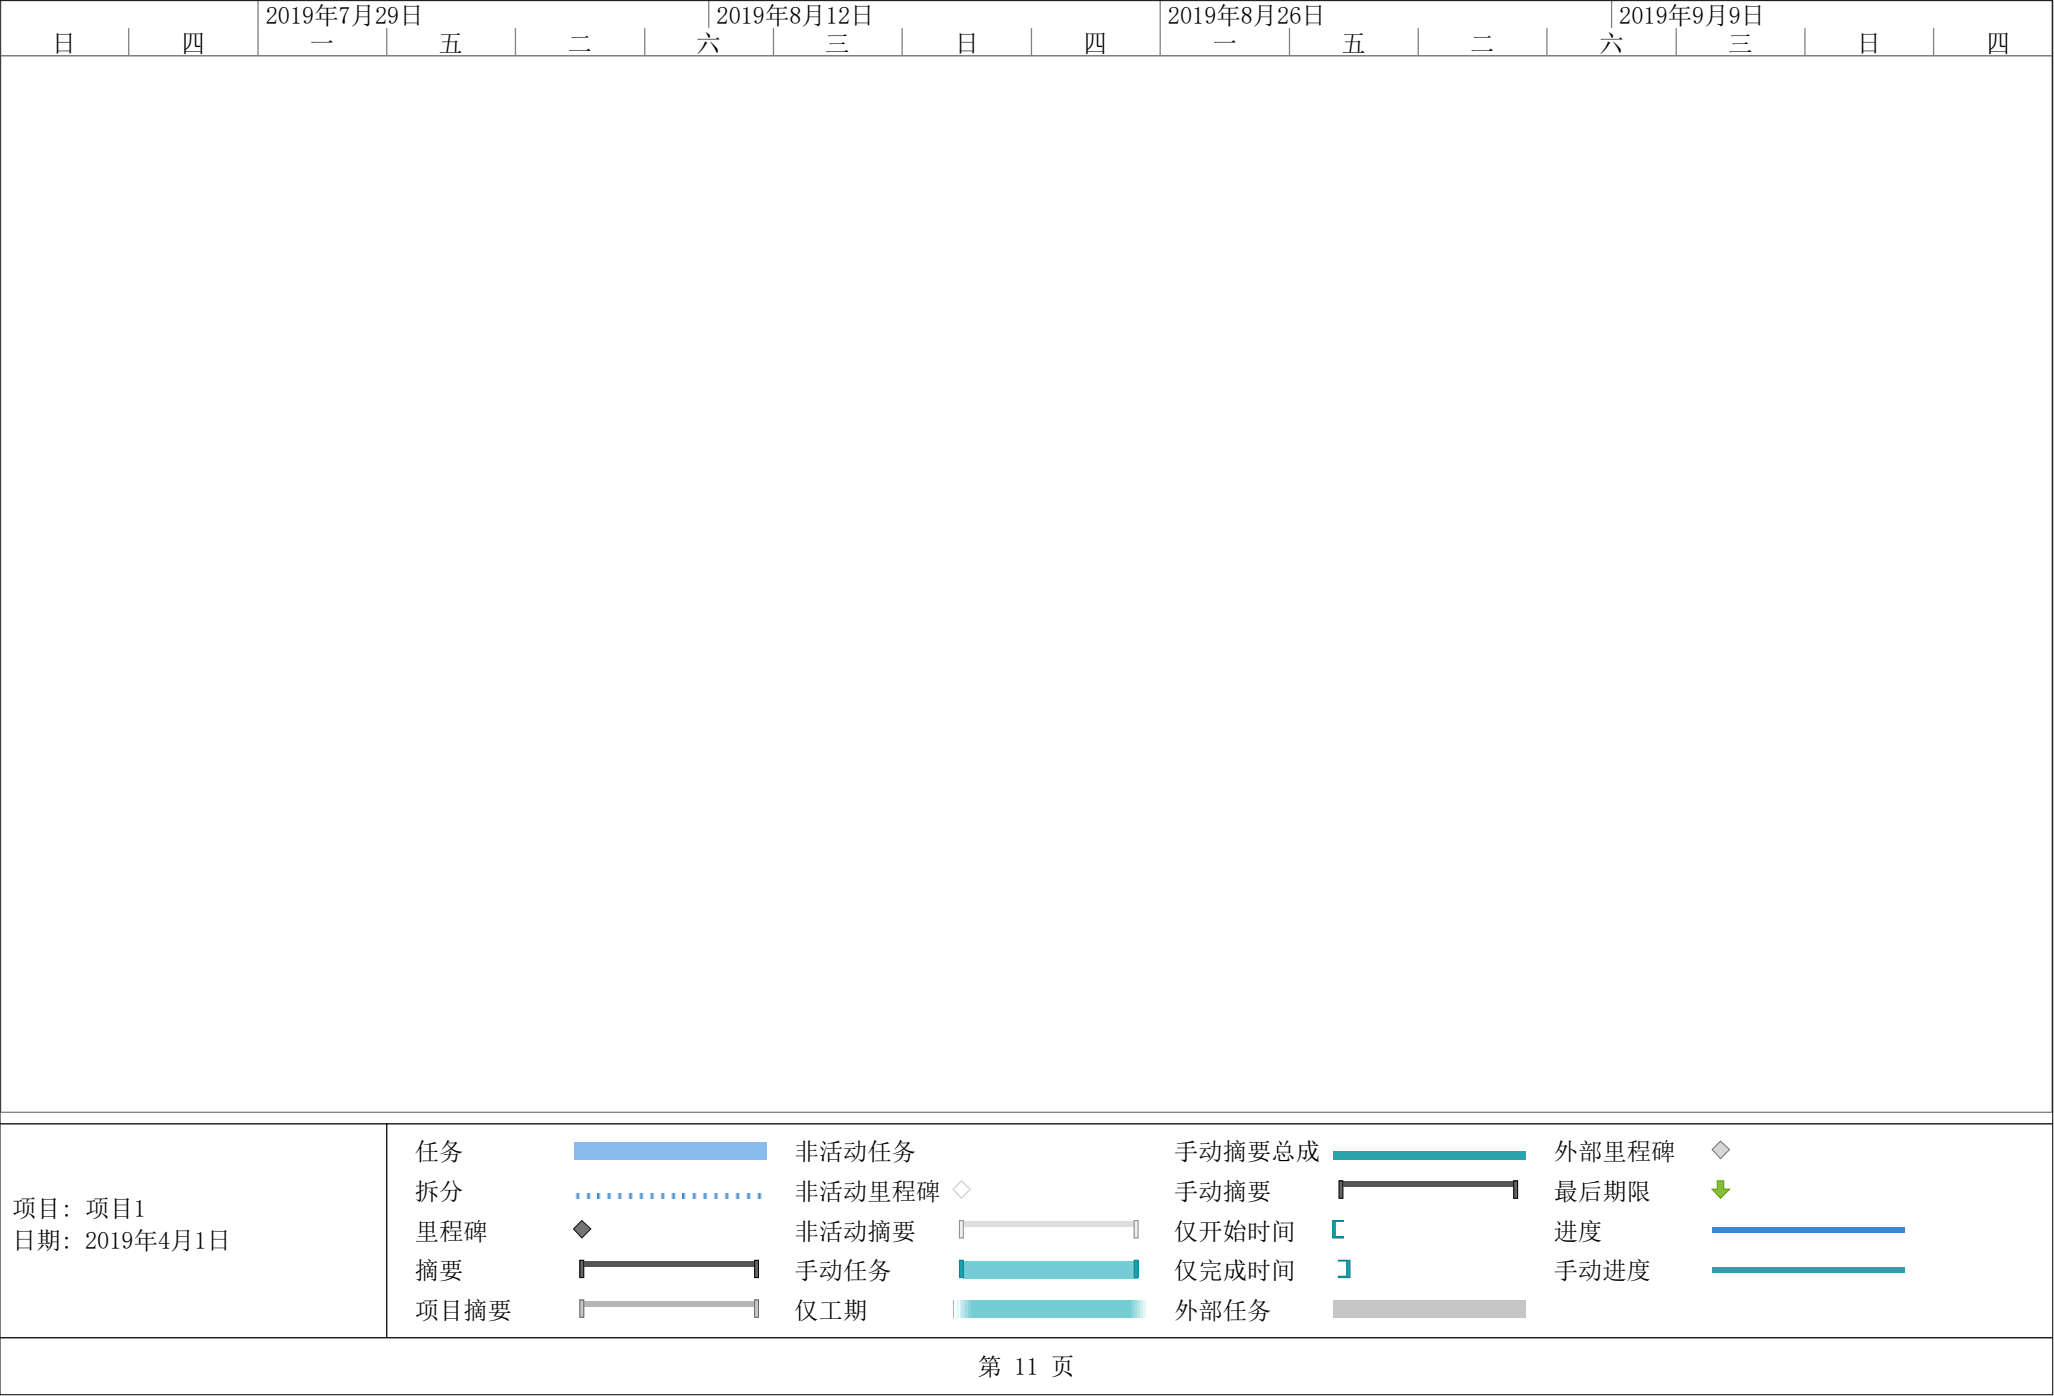 2019年7月29日 2019年8月12日 2019年8月26日 2019年9月9日
日 四 一 五 二 六 三 日 四 一 五 二 六 三 日 四
项目: 项目1
日期: 2019年4月1日
任务
拆分
里程碑
摘要
项目摘要
非活动任务
非活动里程碑
非活动摘要
手动任务
仅工期
手动摘要总成
手动摘要
仅开始时间
仅完成时间
外部任务
外部里程碑
最后期限
进度
手动进度
第 11 页